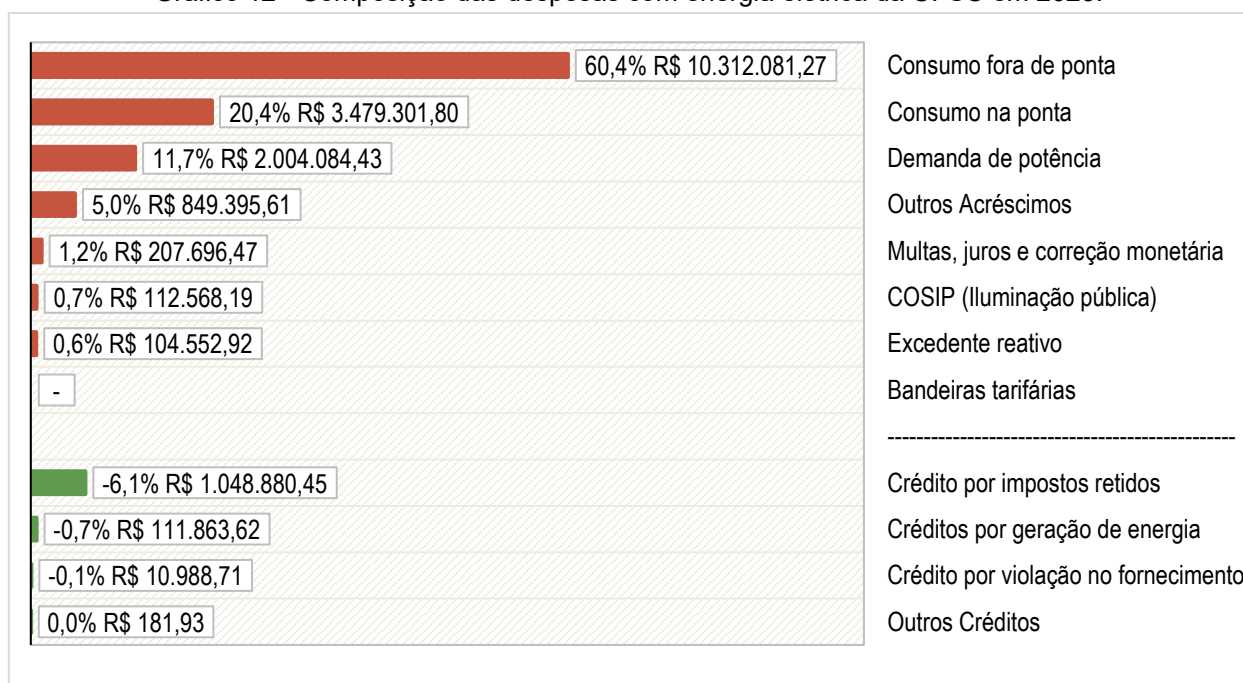 60,4% R$ 10.312.081,27 Consumo fora de ponta
20,4% R$ 3.479.301,80 Consumo na ponta
11,7% R$ 2.004.084,43 Demanda de potência
5,0% R$ 849.395,61 Outros Acréscimos
1,2% R$ 207.696,47 Multas, juros e correção monetária
0,7% R$ 112.568,19 COSIP (Iluminação pública)
0,6% R$ 104.552,92 Excedente reativo
- Bandeiras tarifárias
------------------------------------------------
-6,1% R$ 1.048.880,45 Crédito por impostos retidos
-0,7% R$ 111.863,62 Créditos por geração de energia
-0,1% R$ 10.988,71 Crédito por violação no fornecimento
0,0% R$ 181,93 Outros Créditos